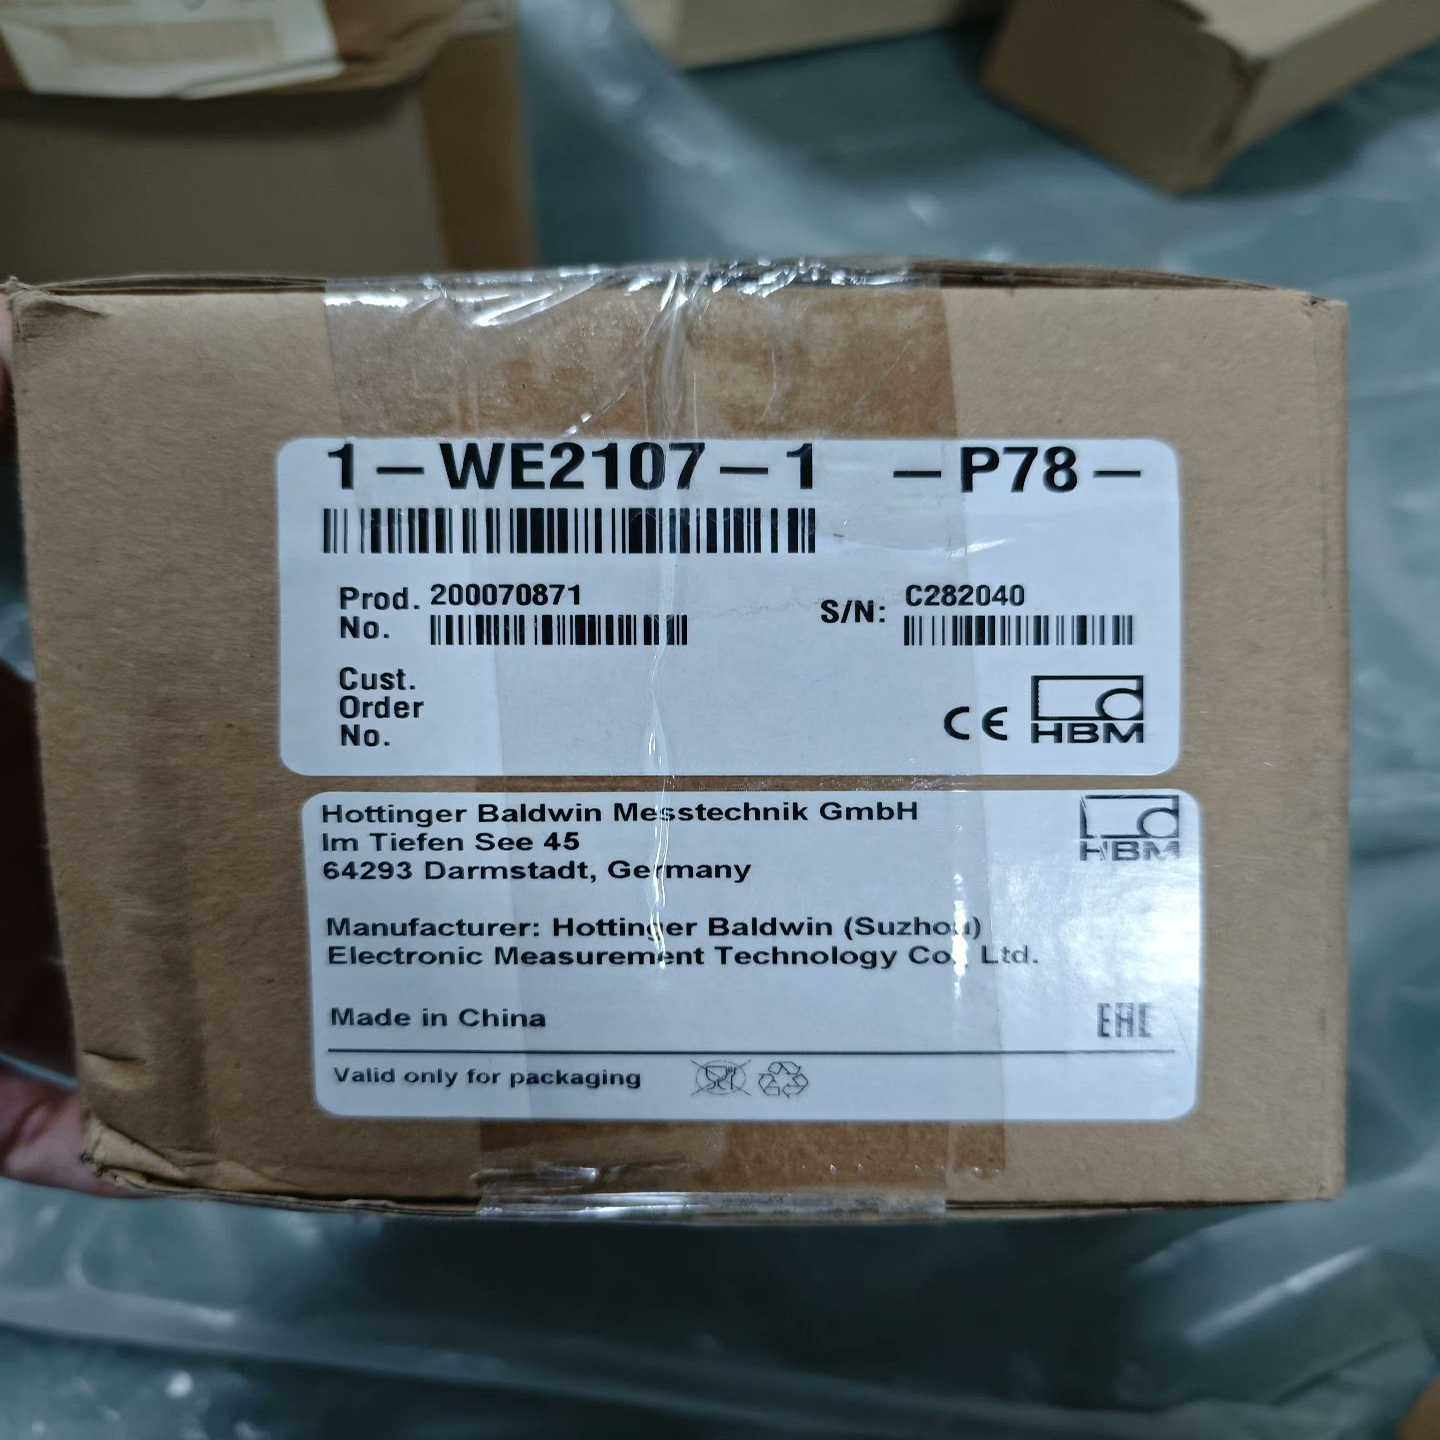 1-WE2107-1 -P78-
Prod. No. 200070871 S/N: C282040
Cust. Order No.
CE HBM
Hottinger Baldwin Messtechnik GmbH HBM
Im Tiefen See 45
64293 Darmstadt, Germany
Manufacturer: Hottinger Baldwin (Suzhou)
Electronic Measurement Technology Co., Ltd.
Made in China EAC
Valid only for packaging